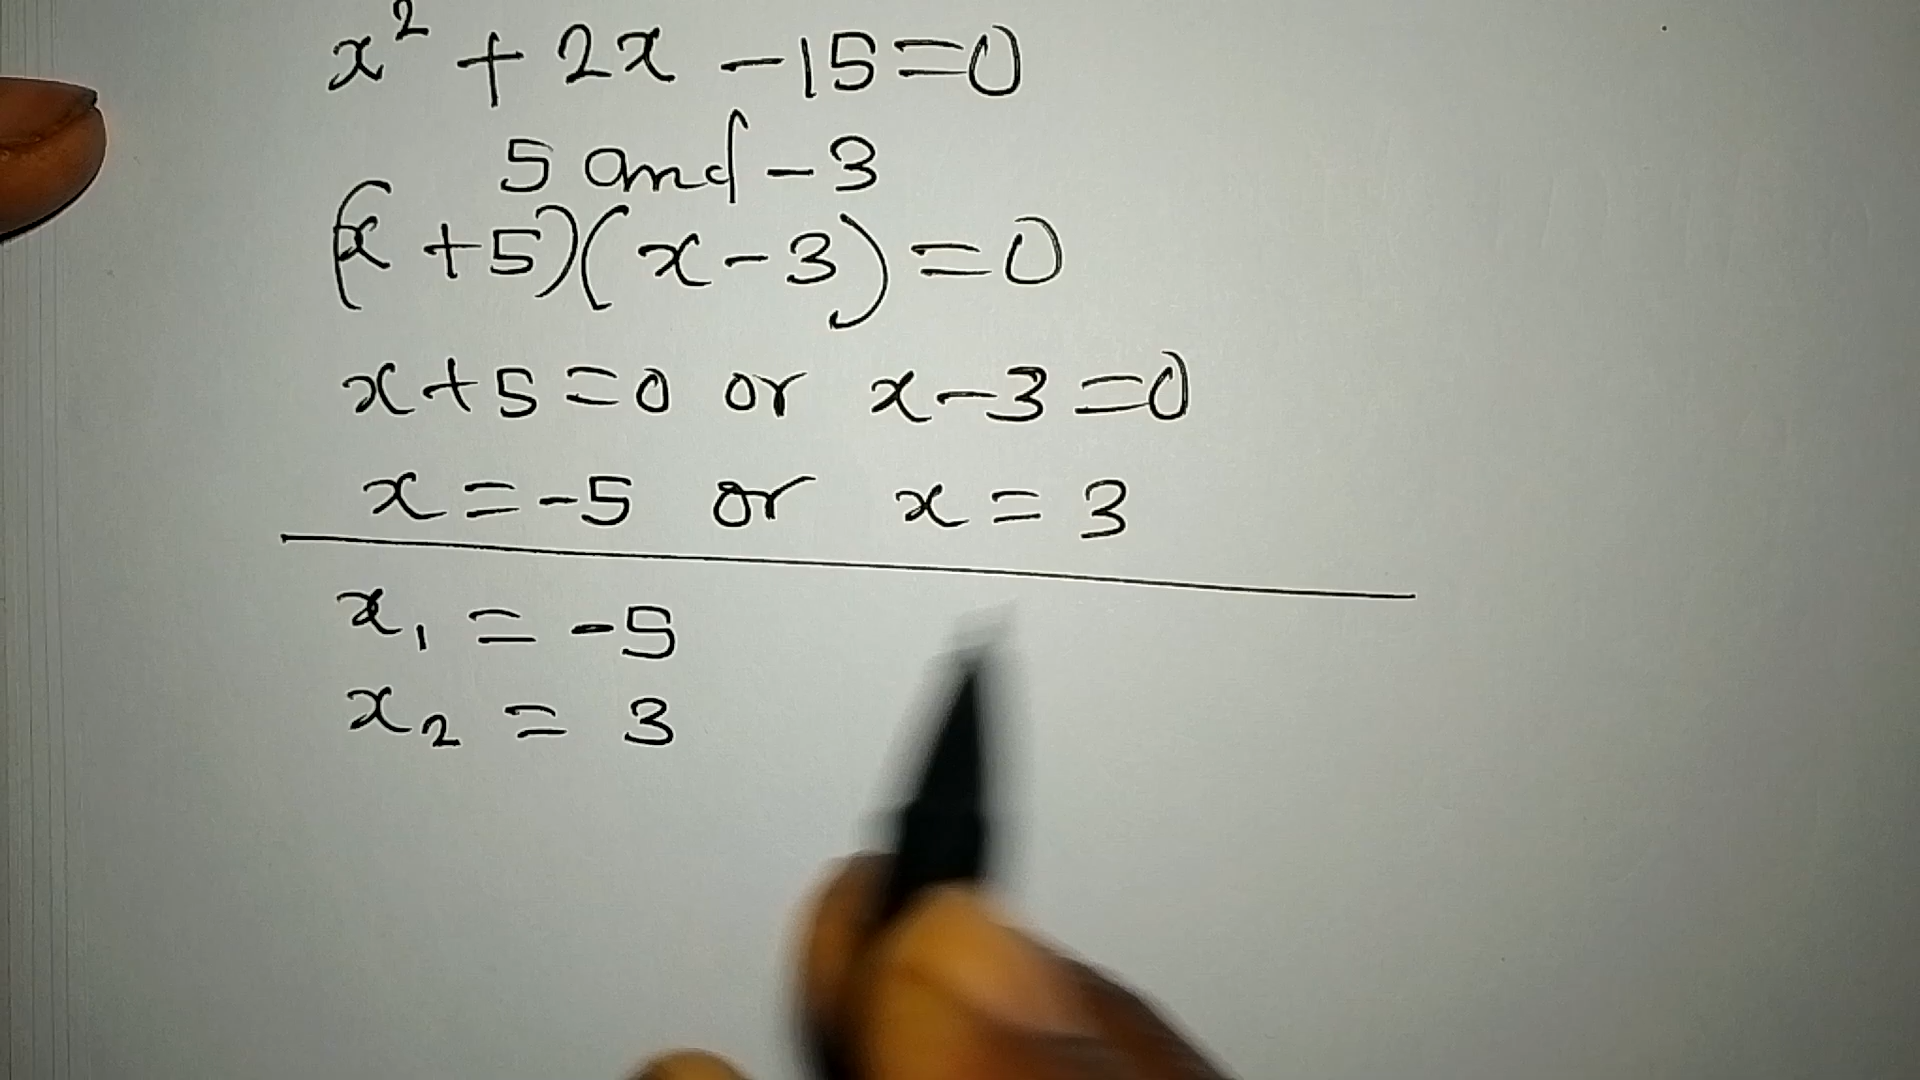 x² + 2x - 15 = 0
5 and -3
(x + 5)(x - 3) = 0
x + 5 = 0 or x - 3 = 0
x = -5 or x = 3
x₁ = -5
x₂ = 3